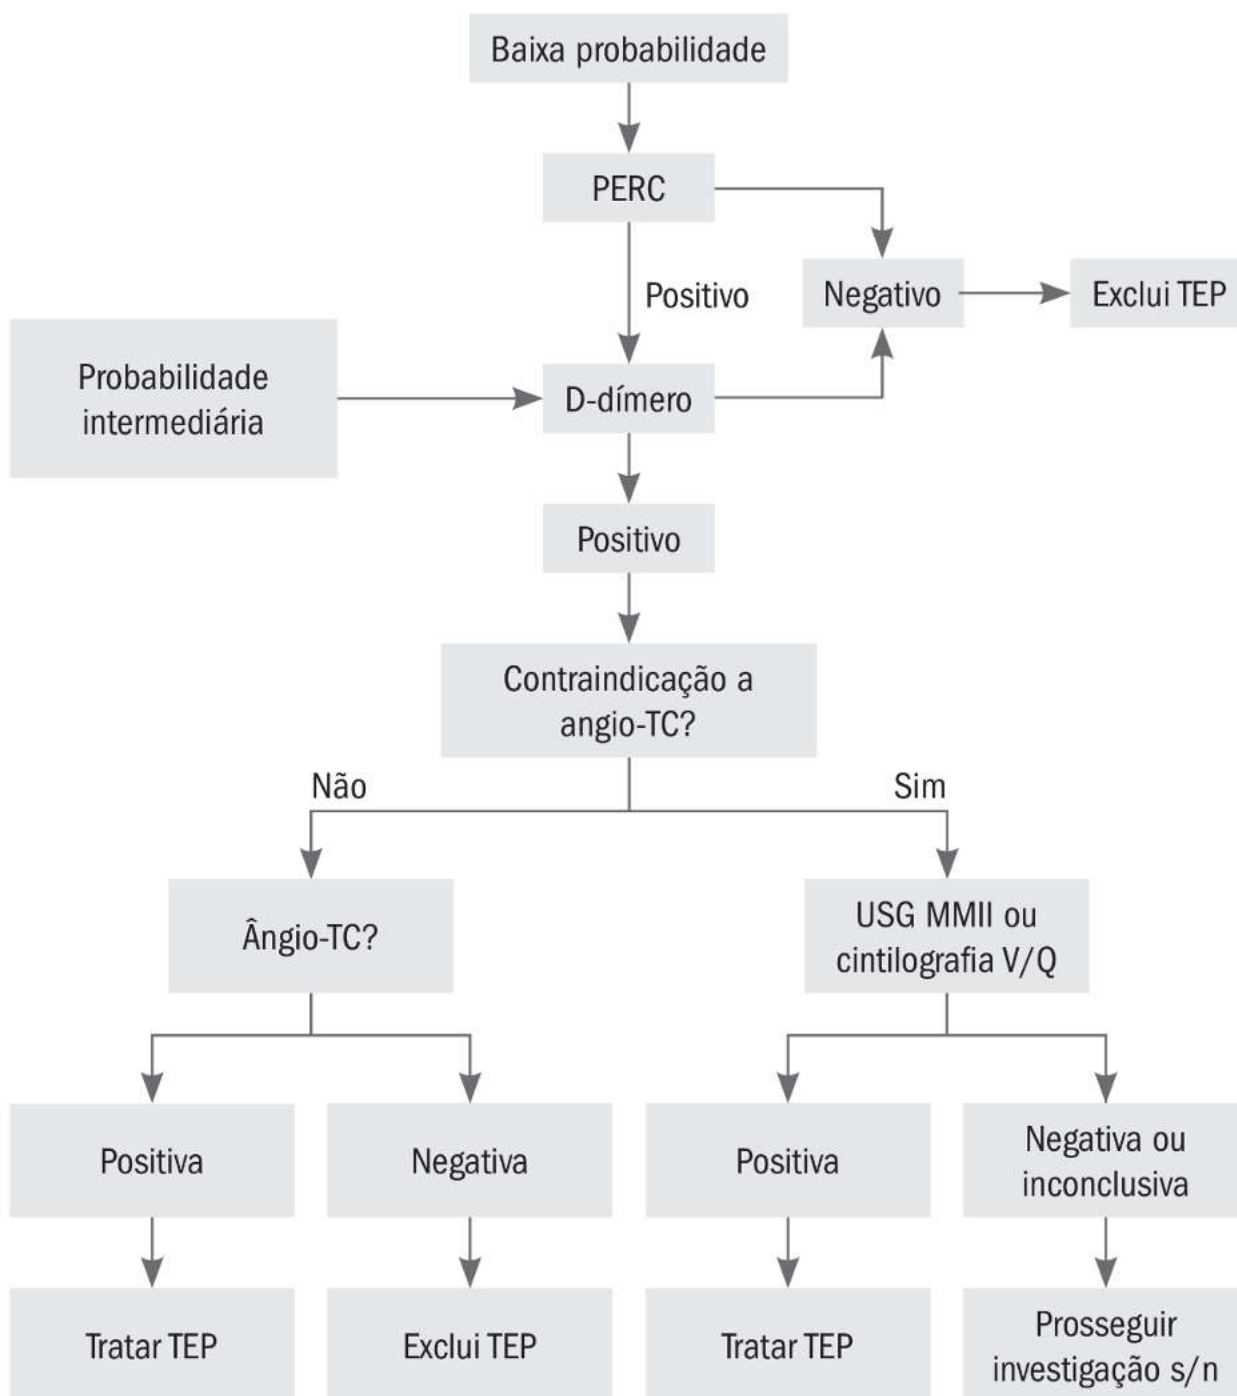 Baixa probabilidade
PERC
Positivo
Negativo
Exclui TEP
Probabilidade
intermediária
D-dímero
Positivo
Contraindicação a
angio-TC?
Não
Sim
Ângio-TC?
USG MMII ou
cintilografia V/Q
Positiva
Negativa
Positiva
Negativa ou
inconclusiva
Tratar TEP
Exclui TEP
Tratar TEP
Prosseguir
investigação s/n